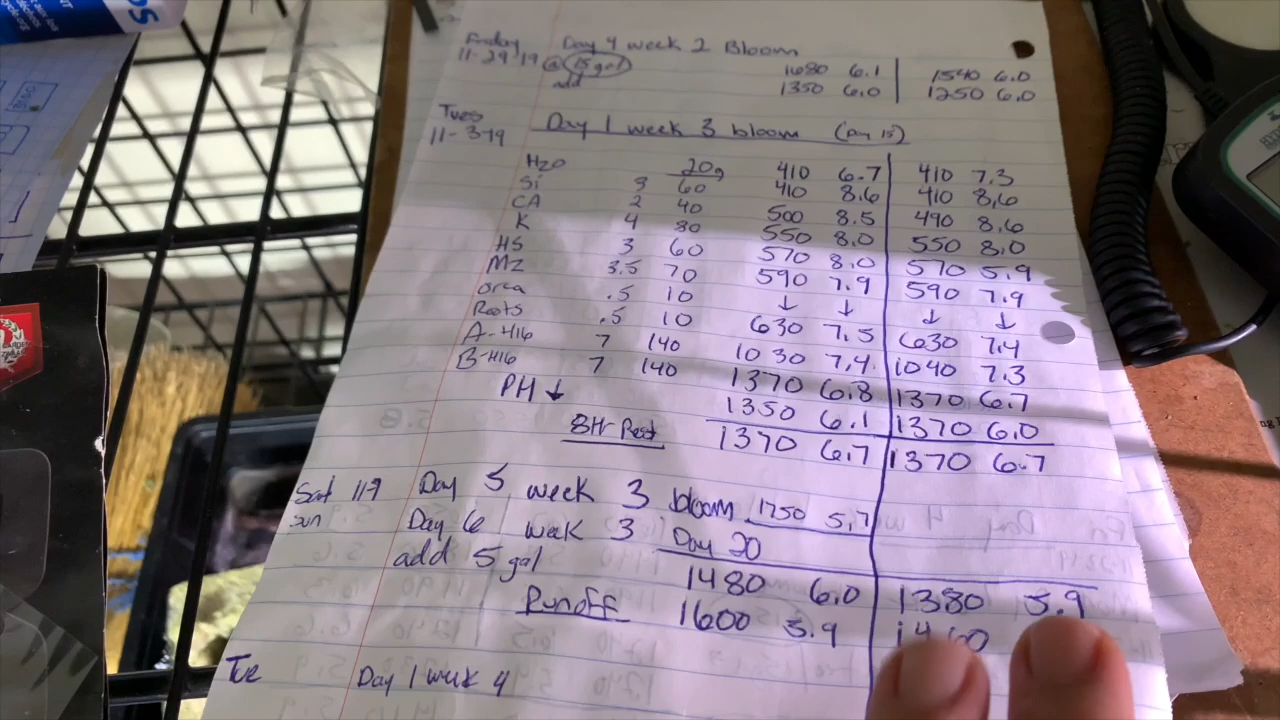 Friday Day 4 week 2 Bloom
11-29-19 @ 15 gal 1680 6.1 1540 6.0
add 1350 6.0 1250 6.0
Tues
11-3-19 Day 1 week 3 bloom (Day 15)
H2O 20g 410 6.7 410 7.3
Si 3 60 410 8.6 410 8.6
CA 2 40 500 8.5 490 8.6
K 4 80 550 8.0 550 8.0
HS 3 60 570 8.0 570 5.9
MZ 3.5 70 590 7.9 590 7.9
orca .5 10 ↓ ↓ ↓ ↓
Roots .5 10 630 7.5 630 7.4
A-H16 7 140 1030 7.4 1040 7.3
B-H16 7 140 1370 6.8 1370 6.7
PH ↓ 1350 6.1 1370 6.0
8Hr Rest 1370 6.7 1370 6.7
Sat 11-7 Day 5 week 3 bloom 1750 5.7
sun Day 6 week 3 Day 20
add 5 gal 1480 6.0 1380 5.9
Runoff 1600 5.9
Tue Day 1 week 4